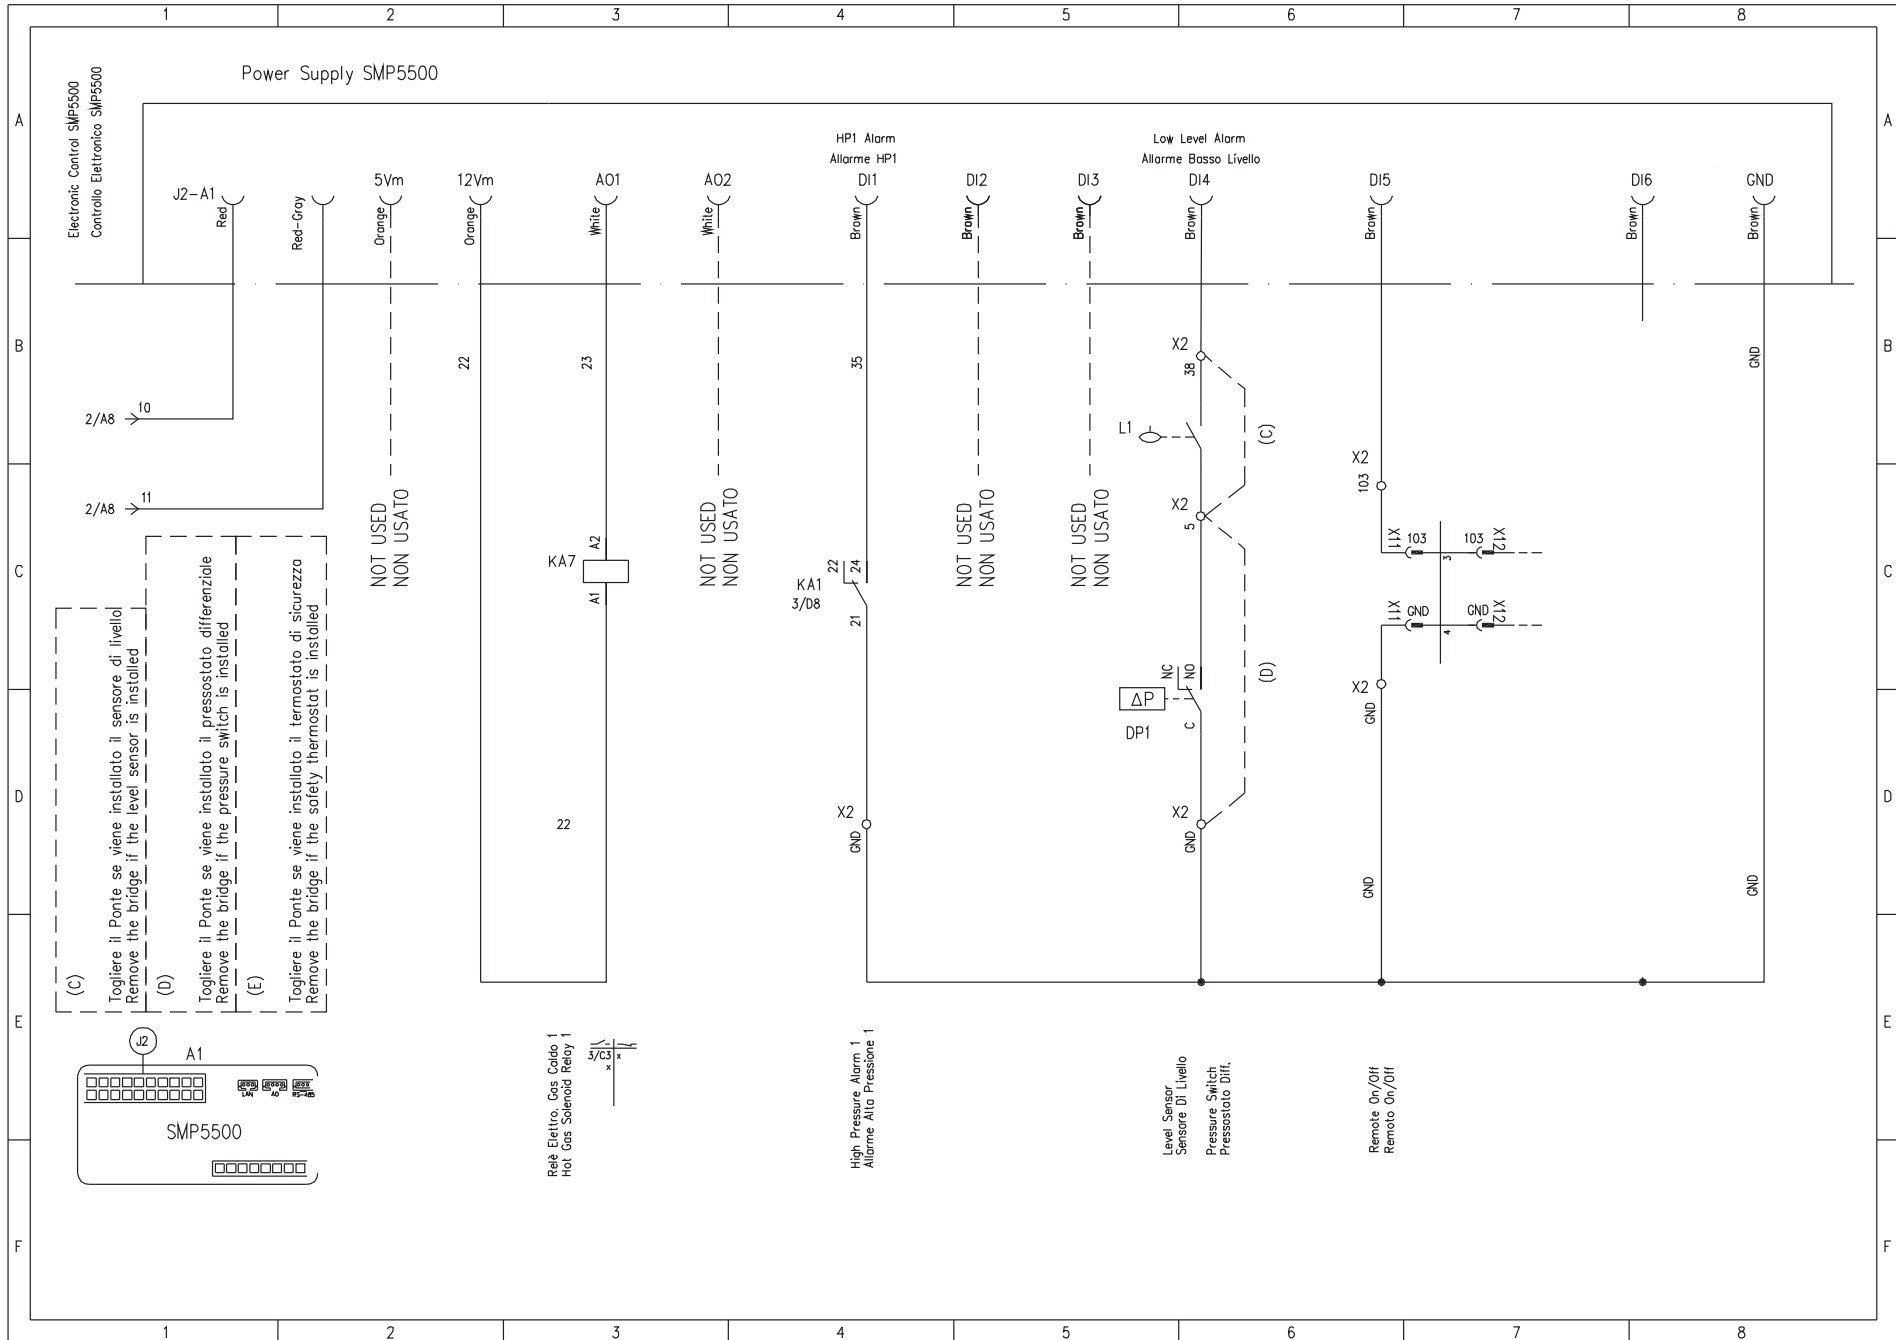 1 2 3 4 5 6 7 8
A A
B B
C C
D D
E E
F F
Power Supply SMP5500
Electronic Control SMP5500
Controllo Elettronico SMP5500
J2-A1
5Vm
12Vm
AO1
AO2
HP1 Alarm
Allarme HP1
DI1
DI2
DI3
Low Level Alarm
Allarme Basso Livello
DI4
DI5
DI6
GND
Red
Red-Gray
Orange
Orange
White
White
Brown
Brown
Brown
Brown
Brown
Brown
Brown
22
23
35
X2
38
GND
2/A8
10
L1
(C)
X2
103
2/A8
11
NOT USED
NON USATO
NOT USED
NON USATO
NOT USED
NON USATO
NOT USED
NON USATO
X2
5
KA7
A2
A1
22
24
KA1
3/D8
21
X11
103
3
103
X12
X11
GND
4
GND
X12
NC
NO
(D)
ΔP
DP1
C
X2
GND
22
X2
GND
X2
GND
GND
GND
(C)
Togliere il Ponte se viene installato il sensore di livello
Remove the bridge if the level sensor is installed
(D)
Togliere il Ponte se viene installato il pressostato differenziale
Remove the bridge if the pressure switch is installed
(E)
Togliere il Ponte se viene installato il termostato di sicurezza
Remove the bridge if the safety thermostat is installed
J2
A1
LAN
AO
RS-485
SMP5500
Relè Elettro. Gas Caldo 1
Hot Gas Solenoid Relay 1
3/C3
x
x
High Pressure Alarm 1
Allarme Alta Pressione 1
Level Sensor
Sensore Di Livello
Pressure Switch
Pressostato Diff.
Remote On/Off
Remoto On/Off
1 2 3 4 5 6 7 8